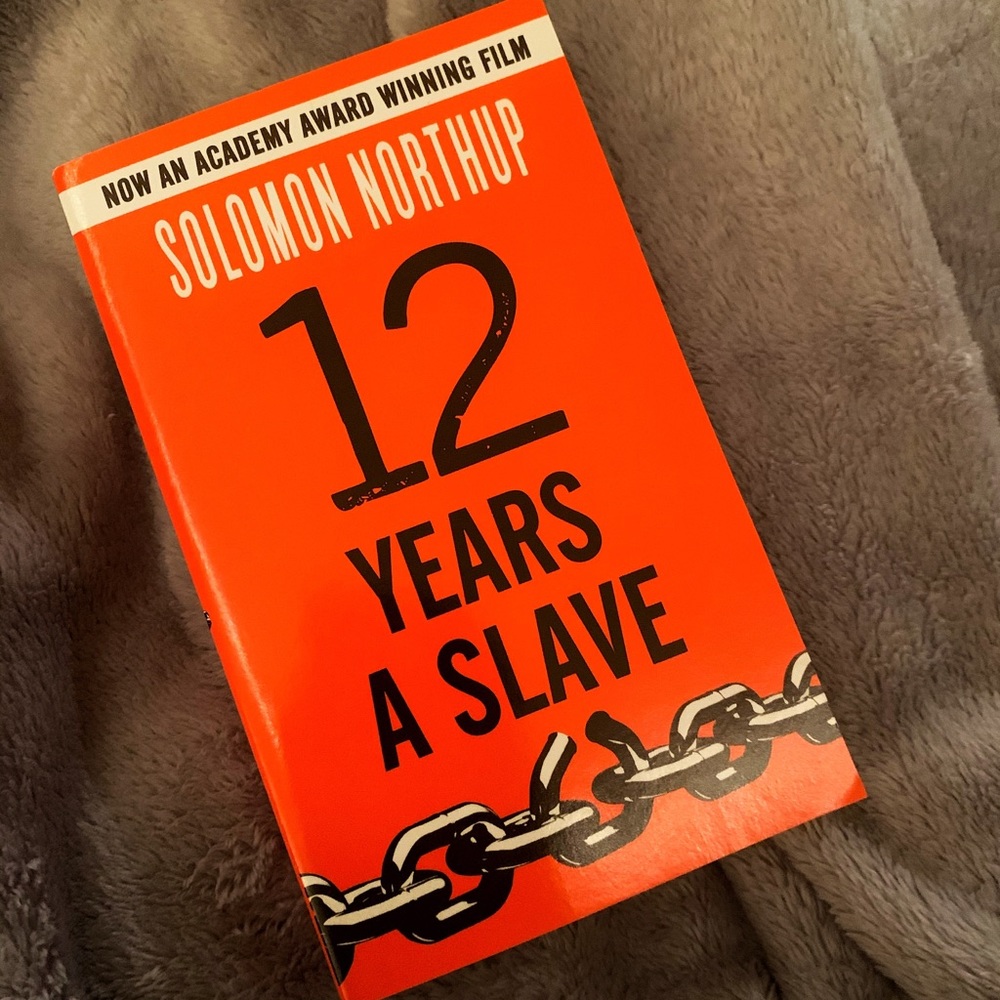 NOW AN ACADEMY AWARD WINNING FILM
SOLOMON NORTHUP
12
YEARS
A SLAVE